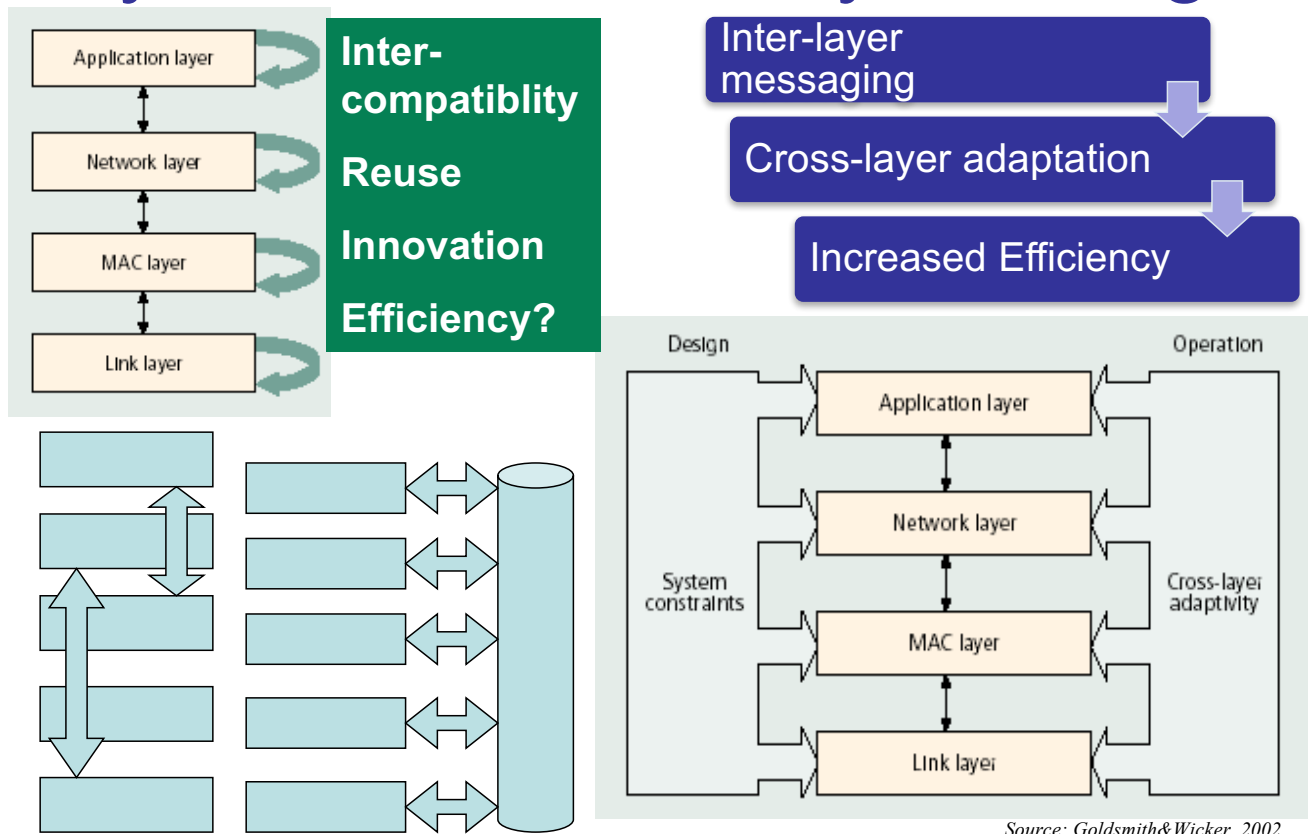 Application layer
Network layer
MAC layer
Link layer
Inter-
compatiblity
Reuse
Innovation
Efficiency?
Inter-layer
messaging
Cross-layer adaptation
Increased Efficiency
Design
Operation
Application layer
Network layer
System
constraints
Cross-layer
adaptivity
MAC layer
Link layer
Source: Goldsmith&Wicker, 2002